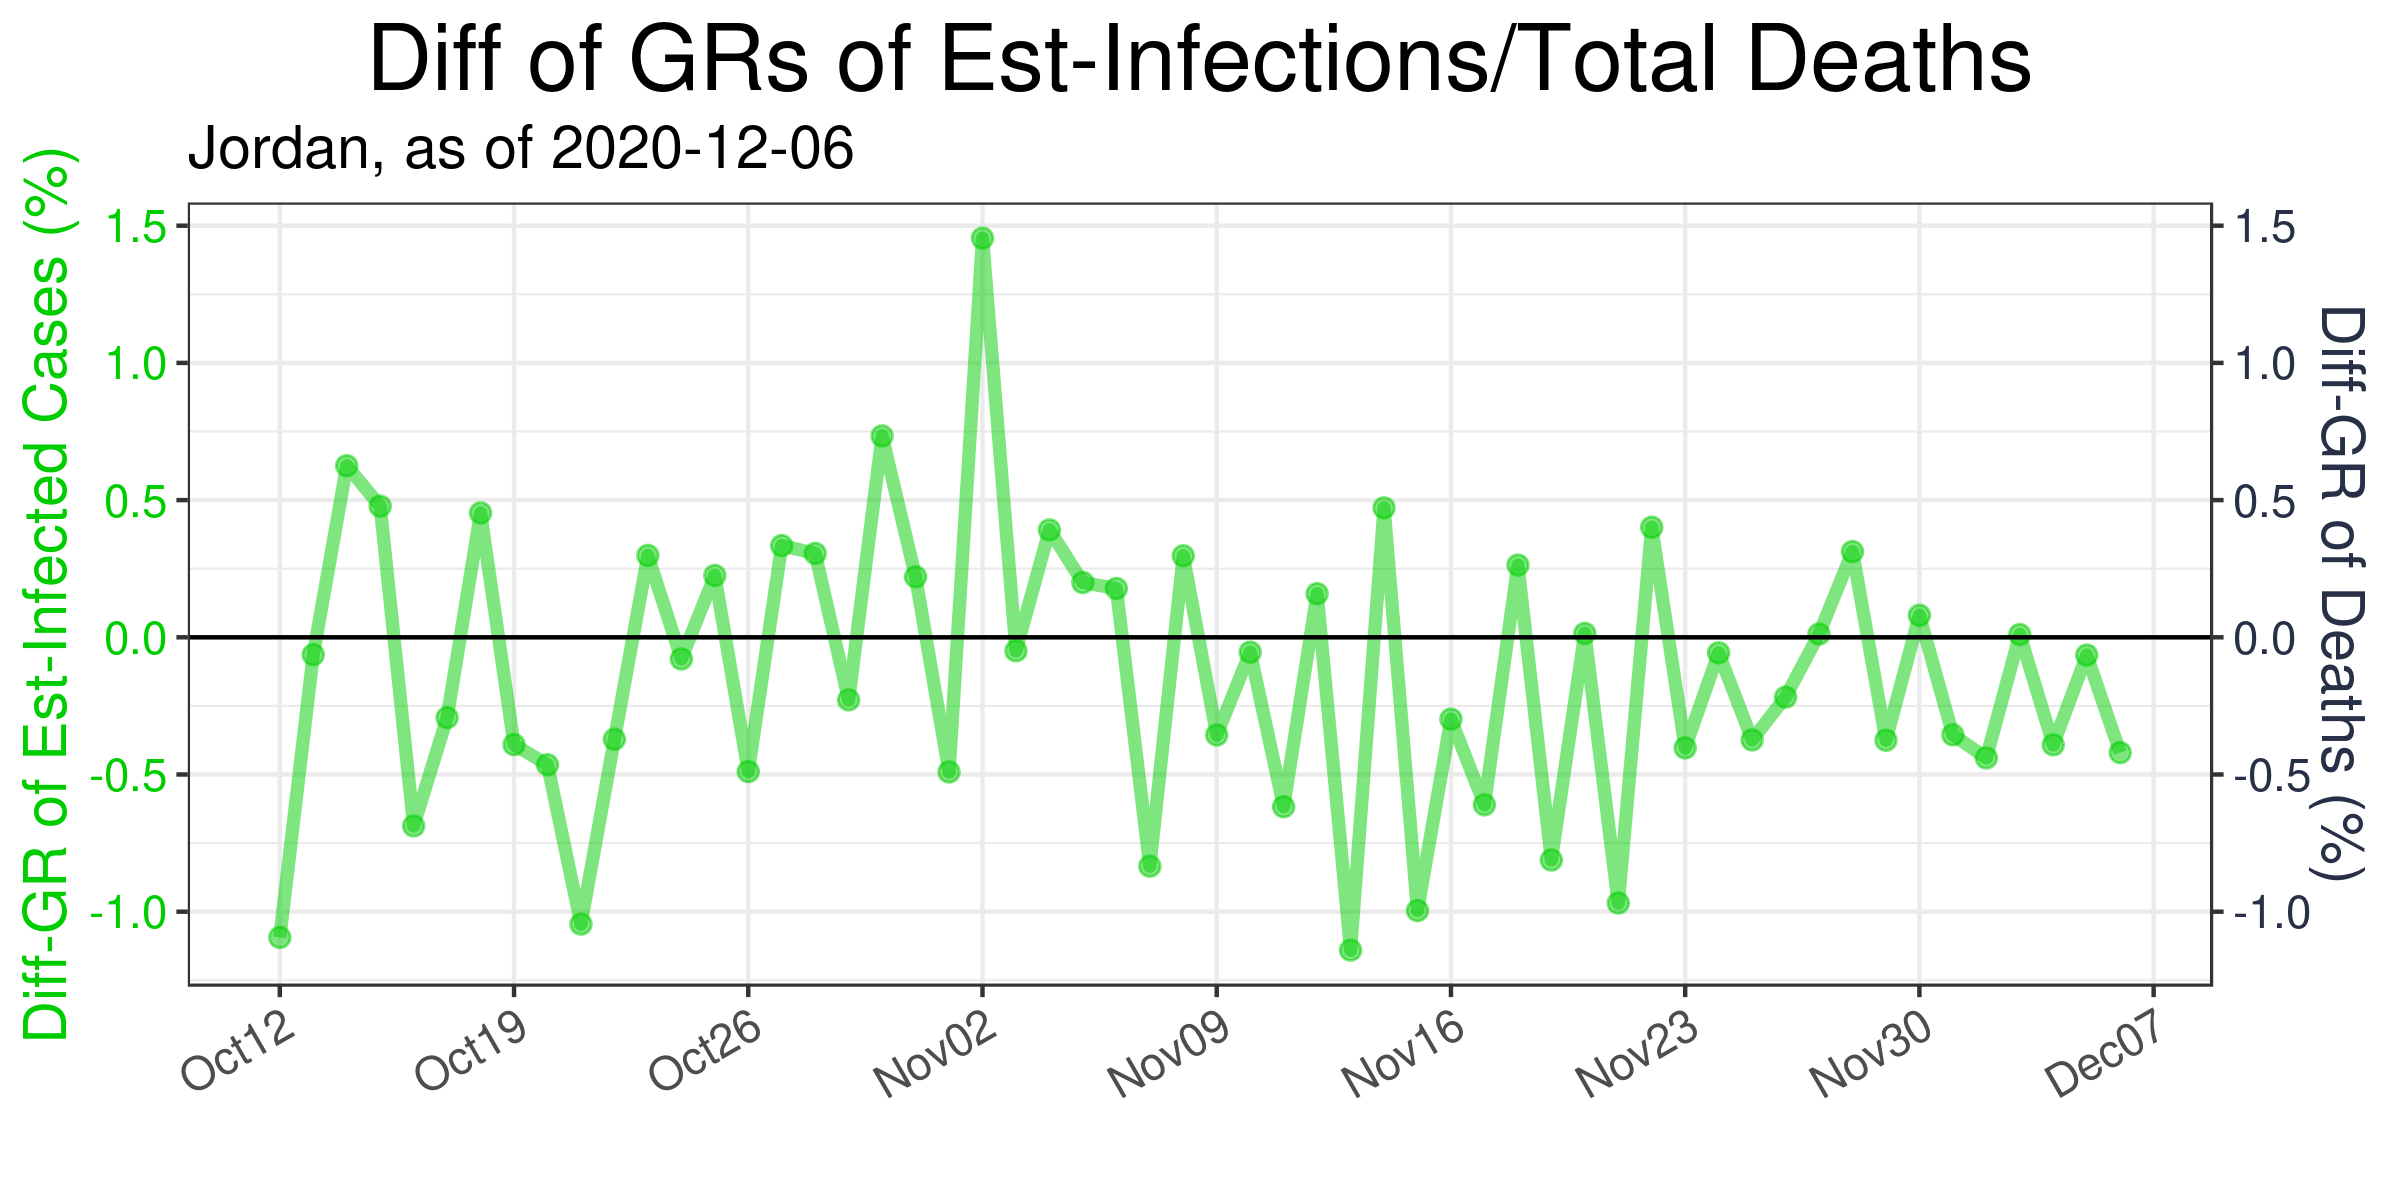 Diff of GRs of Est-Infections/Total Deaths
Jordan, as of 2020-12-06
Diff-GR of Est-Infected Cases (%)
1.5
1.0
0.5
0.0
-0.5
-1.0
1.5
1.0
0.5
0.0
-0.5
-1.0
Diff-GR of Deaths (%)
Oct12
Oct19
Oct26
Nov02
Nov09
Nov16
Nov23
Nov30
Dec07